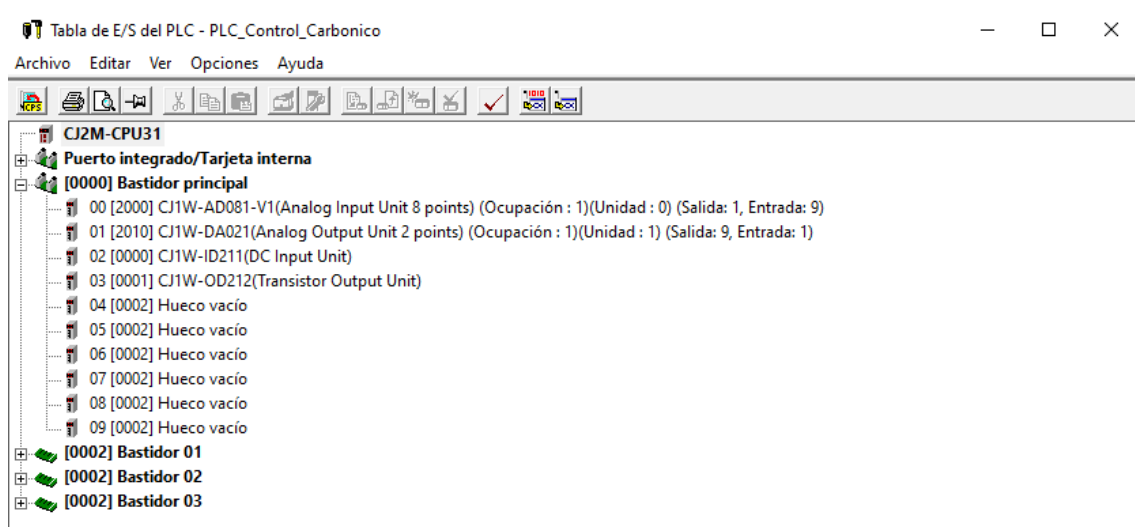 Tabla de E/S del PLC - PLC_Control_Carbonico
Archivo Editar Ver Opciones Ayuda
CJ2M-CPU31
Puerto integrado/Tarjeta interna
[0000] Bastidor principal
00 [2000] CJ1W-AD081-V1(Analog Input Unit 8 points) (Ocupación : 1)(Unidad : 0) (Salida: 1, Entrada: 9)
01 [2010] CJ1W-DA021(Analog Output Unit 2 points) (Ocupación : 1)(Unidad : 1) (Salida: 9, Entrada: 1)
02 [0000] CJ1W-ID211(DC Input Unit)
03 [0001] CJ1W-OD212(Transistor Output Unit)
04 [0002] Hueco vacío
05 [0002] Hueco vacío
06 [0002] Hueco vacío
07 [0002] Hueco vacío
08 [0002] Hueco vacío
09 [0002] Hueco vacío
[0002] Bastidor 01
[0002] Bastidor 02
[0002] Bastidor 03